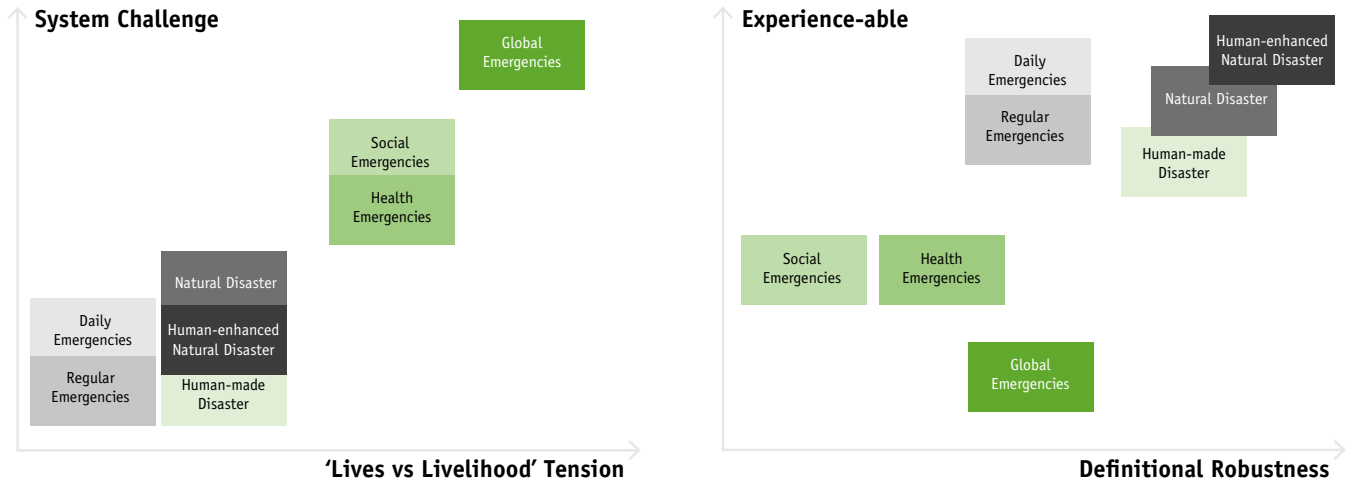 System Challenge
Global
Emergencies
Social
Emergencies
Health
Emergencies
Natural Disaster
Daily
Emergencies
Human-enhanced
Natural Disaster
Regular
Emergencies
Human-made
Disaster
‘Lives vs Livelihood’ Tension
Experience-able
Human-enhanced
Natural Disaster
Daily
Emergencies
Natural Disaster
Regular
Emergencies
Human-made
Disaster
Social
Emergencies
Health
Emergencies
Global
Emergencies
Definitional Robustness